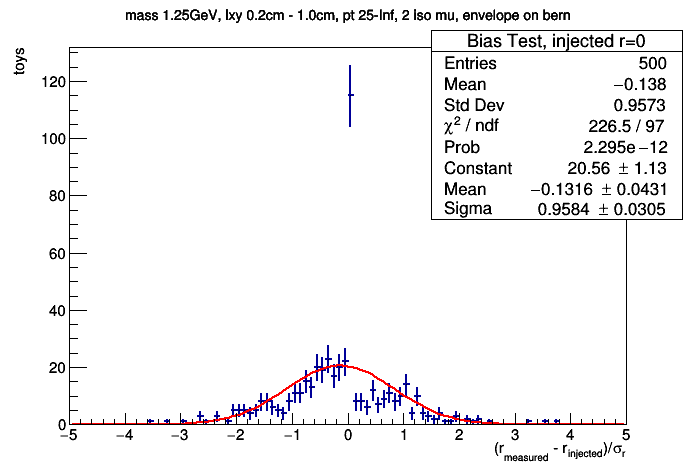 mass 1.25GeV, lxy 0.2cm - 1.0cm, pt 25-Inf, 2 Iso mu, envelope on bern
toys
Bias Test, injected r=0
Entries 500
Mean −0.138
Std Dev 0.9573
χ² / ndf 226.5 / 97
Prob 2.295e−12
Constant 20.56 ± 1.13
Mean −0.1316 ± 0.0431
Sigma 0.9584 ± 0.0305
120
100
80
60
40
20
0
−5 −4 −3 −2 −1 0 1 2 3 4 5
(r_measured - r_injected)/σ_r